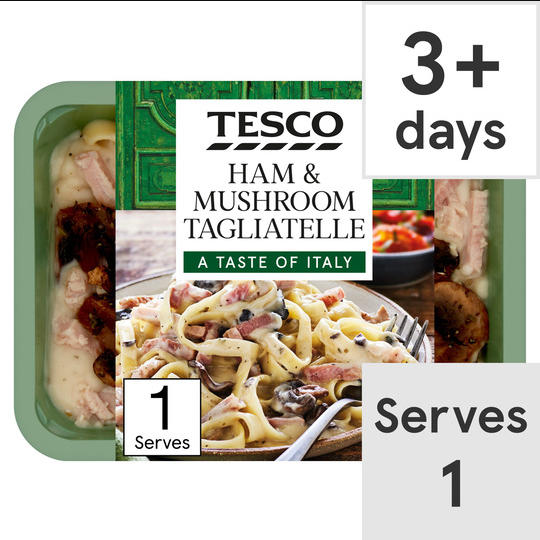 3+
days
TESCO
HAM &
MUSHROOM
TAGLIATELLE
A TASTE OF ITALY
1
Serves
Serves
1